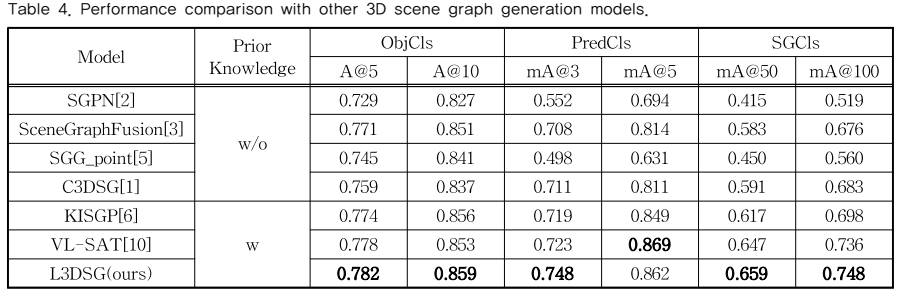 Table 4. Performance comparison with other 3D scene graph generation models.
Model Prior Knowledge ObjCls PredCls SGCls
A@5 A@10 mA@3 mA@5 mA@50 mA@100
SGPN[2] w/o 0.729 0.827 0.552 0.694 0.415 0.519
SceneGraphFusion[3] 0.771 0.851 0.708 0.814 0.583 0.676
SGG_point[5] 0.745 0.841 0.498 0.631 0.450 0.560
C3DSG[1] 0.759 0.837 0.711 0.811 0.591 0.683
KISGP[6] w 0.774 0.856 0.719 0.849 0.617 0.698
VL-SAT[10] 0.778 0.853 0.723 0.869 0.647 0.736
L3DSG(ours) 0.782 0.859 0.748 0.862 0.659 0.748